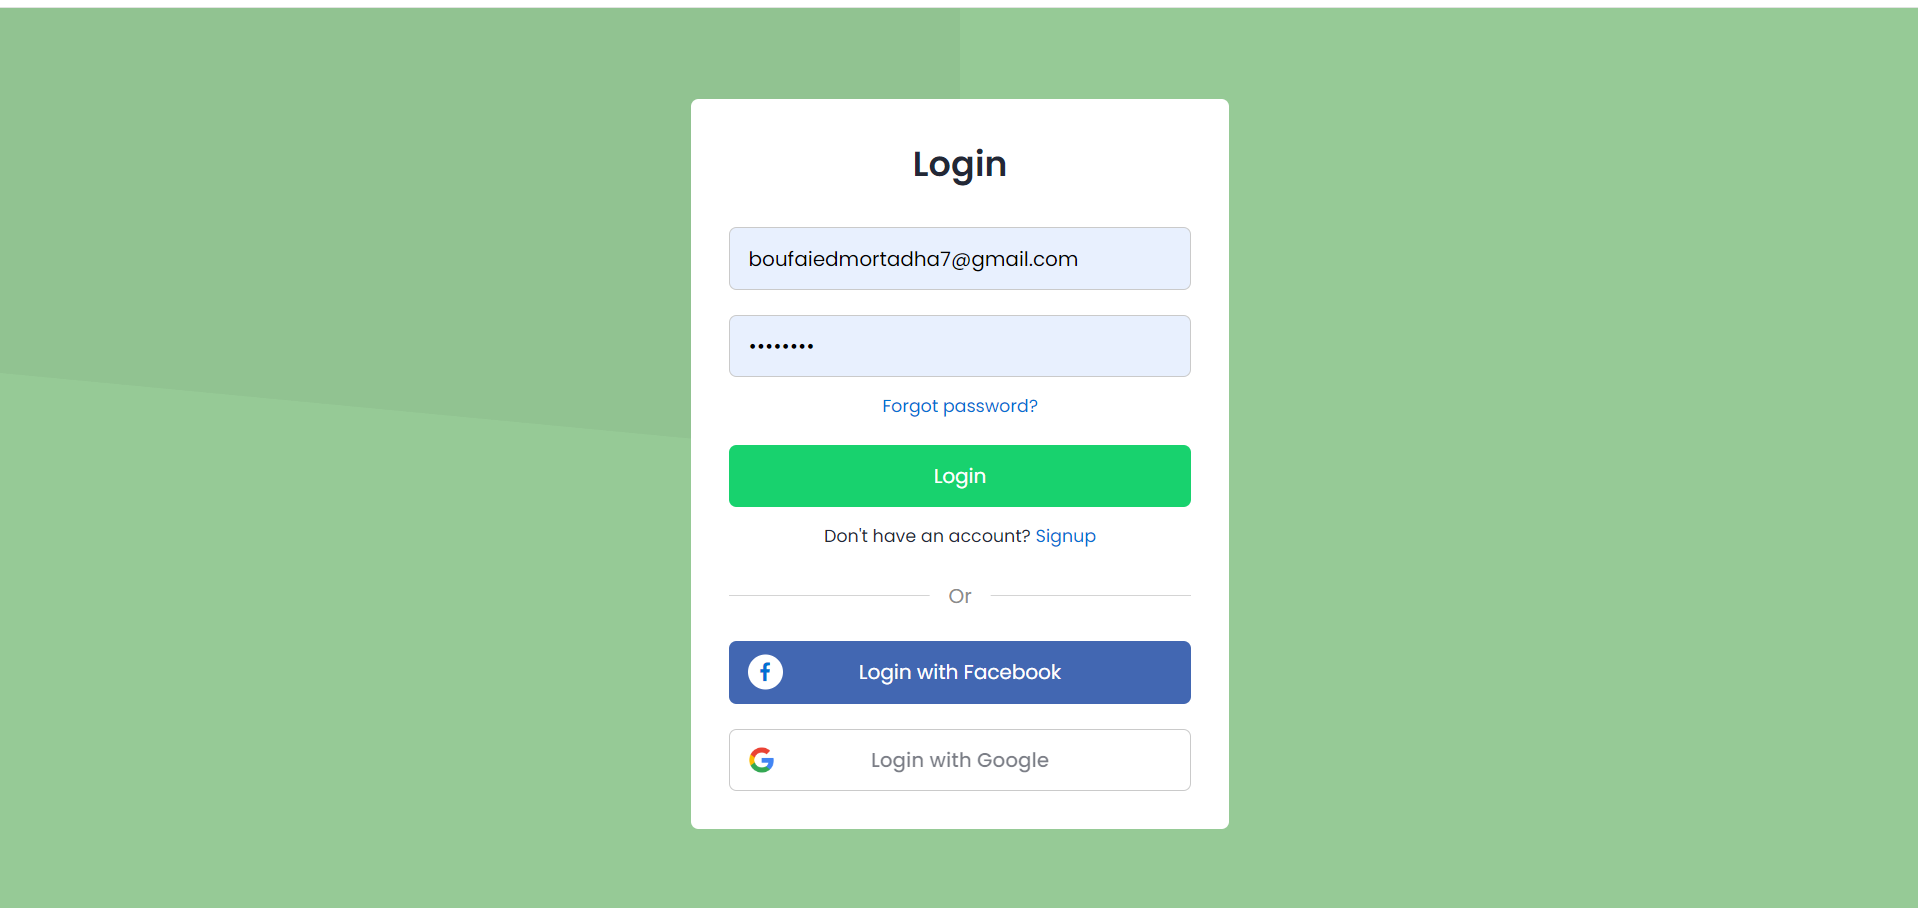 Login
boufaiedmortadha7@gmail.com
••••••••
Forgot password?
Login
Don't have an account? Signup
Or
Login with Facebook
Login with Google